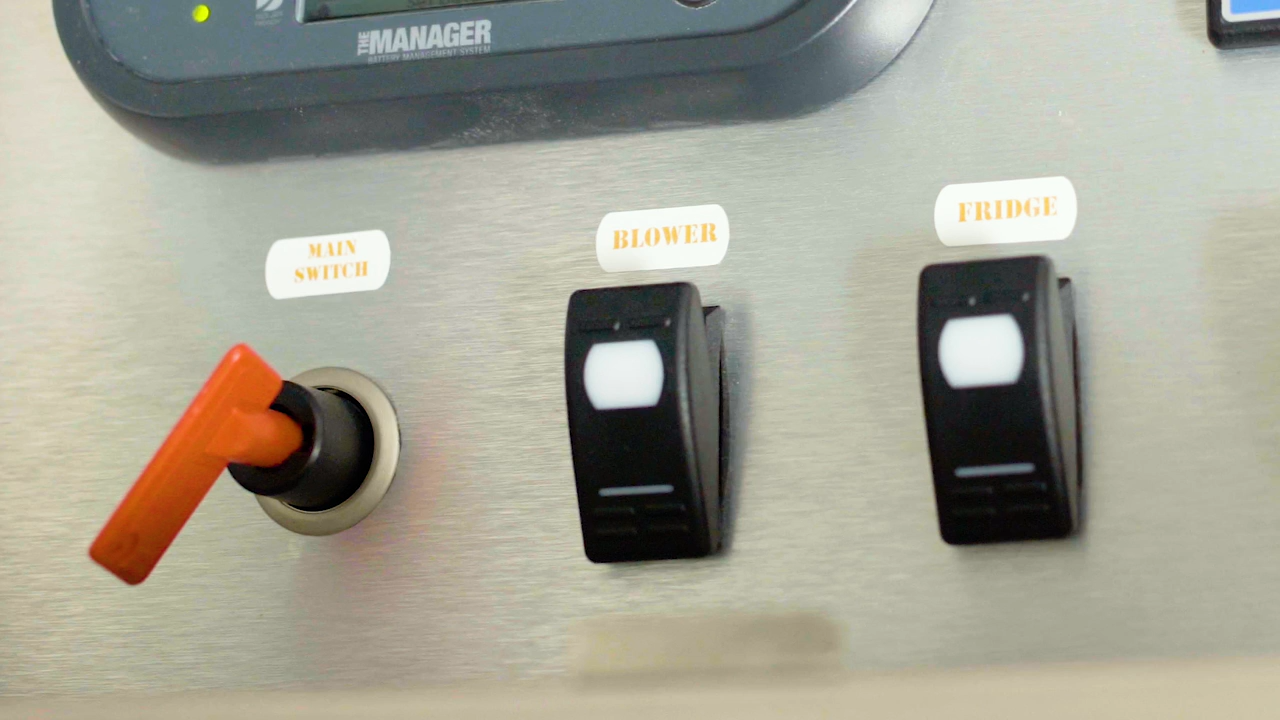 THE MANAGER
BATTERY MANAGEMENT SYSTEM
MAIN
SWITCH
BLOWER
FRIDGE